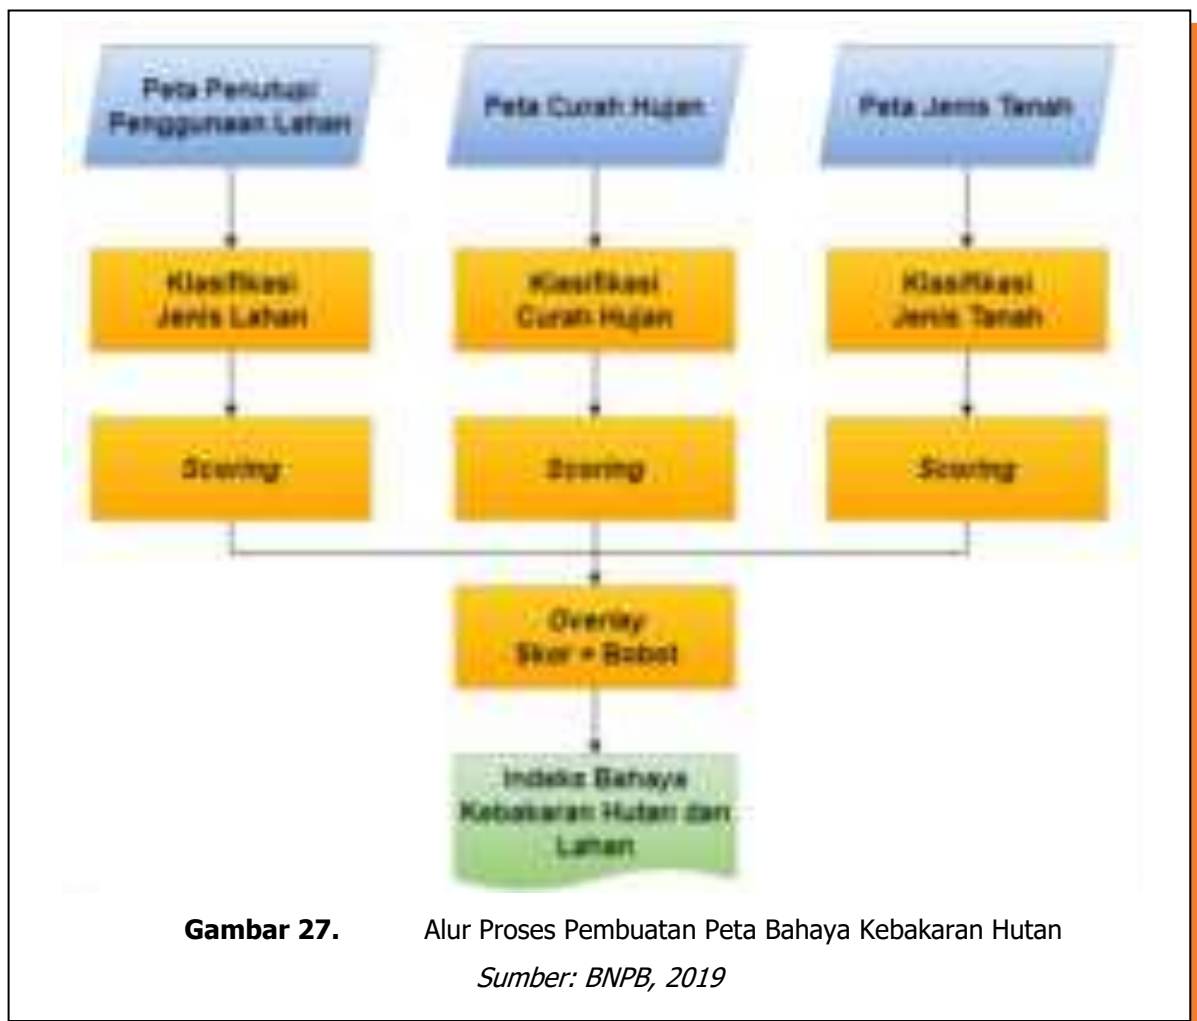 Peta Penutup/
Penggunaan Lahan
Peta Curah Hujan
Peta Jenis Tanah
Klasifikasi
Jenis Lahan
Klasifikasi
Curah Hujan
Klasifikasi
Jenis Tanah
Scoring
Scoring
Scoring
Overlay
Skor Bobot
Indeks Bahaya
Kebakaran Hutan dan
Lahan
Gambar 27. Alur Proses Pembuatan Peta Bahaya Kebakaran Hutan
Sumber: BNPB, 2019